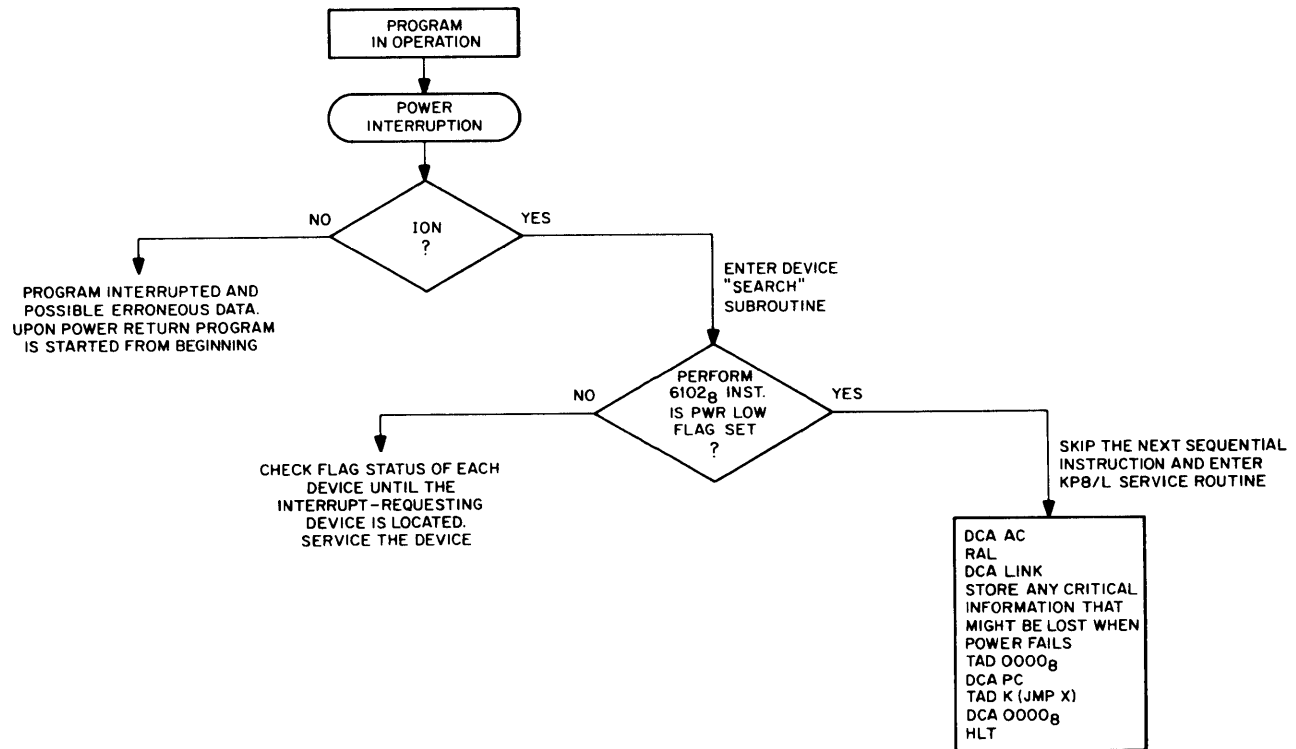 PROGRAM
IN OPERATION
POWER
INTERRUPTION
NO
ION
?
YES
PROGRAM INTERRUPTED AND
POSSIBLE ERRONEOUS DATA.
UPON POWER RETURN PROGRAM
IS STARTED FROM BEGINNING
ENTER DEVICE
"SEARCH"
SUBROUTINE
NO
PERFORM
6102₈ INST.
IS PWR LOW
FLAG SET
?
YES
CHECK FLAG STATUS OF EACH
DEVICE UNTIL THE
INTERRUPT-REQUESTING
DEVICE IS LOCATED.
SERVICE THE DEVICE
SKIP THE NEXT SEQUENTIAL
INSTRUCTION AND ENTER
KP8/L SERVICE ROUTINE
DCA AC
RAL
DCA LINK
STORE ANY CRITICAL
INFORMATION THAT
MIGHT BE LOST WHEN
POWER FAILS
TAD 0000₈
DCA PC
TAD K (JMP X)
DCA 0000₈
HLT